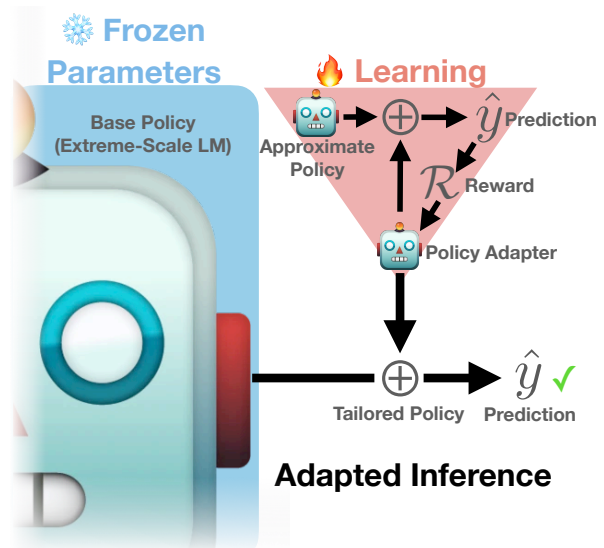 ❄️ Frozen
Parameters
Base Policy
(Extreme-Scale LM)
🔥 Learning
Approximate
Policy
ŷ Prediction
R Reward
Policy Adapter
ŷ ✓
Tailored Policy
Prediction
Adapted Inference